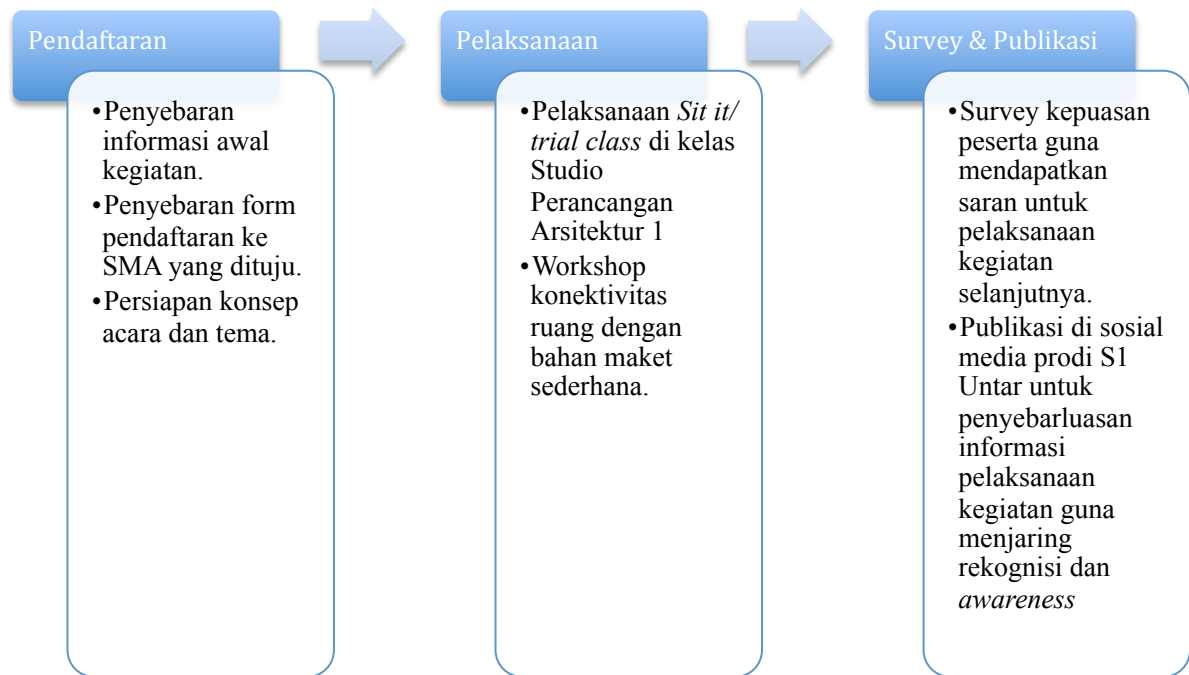 Pendaftaran
•Penyebaran
informasi awal
kegiatan.
•Penyebaran form
pendaftaran ke
SMA yang dituju.
•Persiapan konsep
acara dan tema.
Pelaksanaan
•Pelaksanaan Sit it/
trial class di kelas
Studio
Perancangan
Arsitektur 1
•Workshop
konektivitas
ruang dengan
bahan maket
sederhana.
Survey & Publikasi
•Survey kepuasan
peserta guna
mendapatkan
saran untuk
pelaksanaan
kegiatan
selanjutnya.
•Publikasi di sosial
media prodi S1
Untar untuk
penyebarluasan
informasi
pelaksanaan
kegiatan guna
menjaring
rekognisi dan
awareness